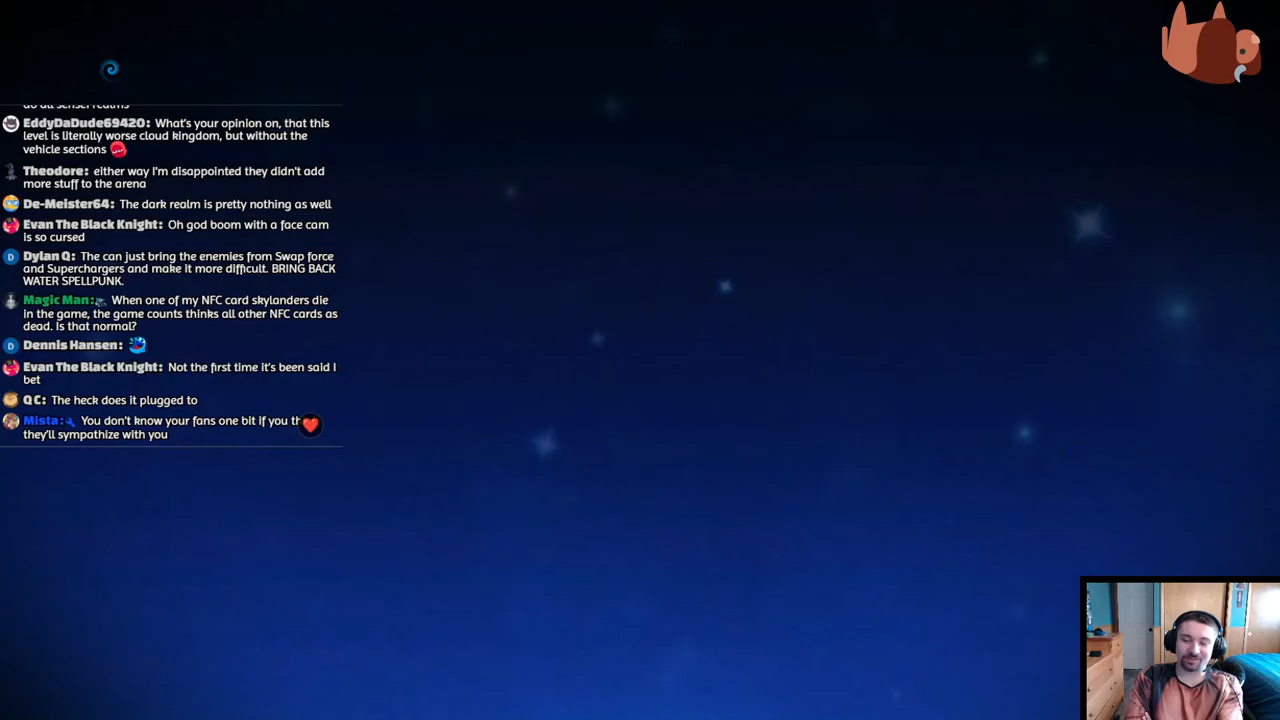 do all sensei realms
EddyDaDude69420: What's your opinion on, that this
level is literally worse cloud kingdom, but without the
vehicle sections
Theodore: either way I'm disappointed they didn't add
more stuff to the arena
De-Meister64: The dark realm is pretty nothing as well
Evan The Black Knight: Oh god boom with a face cam
is so cursed
Dylan Q: The can just bring the enemies from Swap force
and Superchargers and make it more difficult. BRING BACK
WATER SPELLPUNK.
Magic Man: When one of my NFC card skylanders die
in the game, the game counts thinks all other NFC cards as
dead. Is that normal?
Dennis Hansen:
Evan The Black Knight: Not the first time it's been said I
bet
QC: The heck does it plugged to
Mista: You don't know your fans one bit if you
they'll sympathize with you